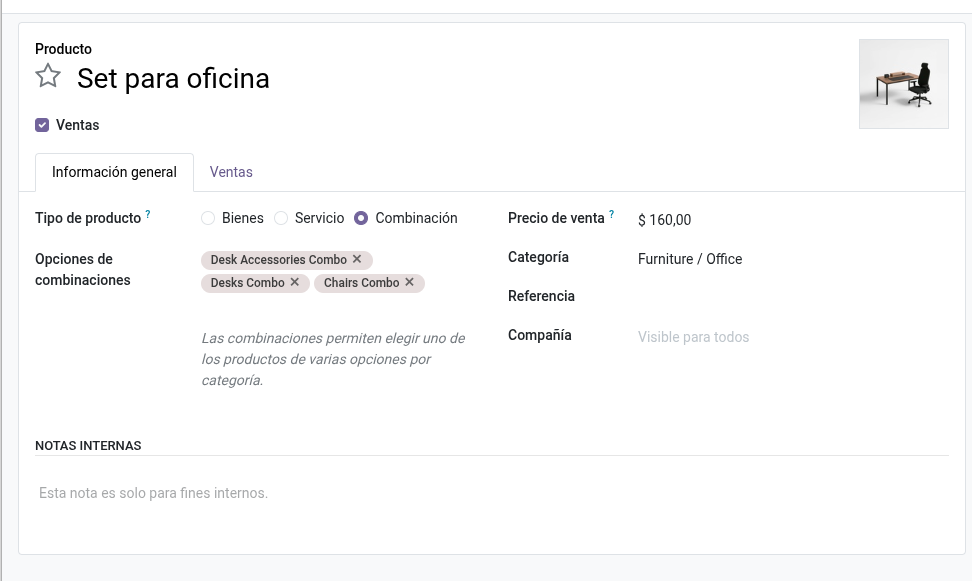 Producto
Set para oficina
Ventas
Información general Ventas
Tipo de producto ? Bienes Servicio Combinación
Opciones de combinaciones
Desk Accessories Combo ✕
Desks Combo ✕ Chairs Combo ✕
Las combinaciones permiten elegir uno de
los productos de varias opciones por
categoría.
Precio de venta ? $ 160,00
Categoría Furniture / Office
Referencia
Compañía Visible para todos
NOTAS INTERNAS
Esta nota es solo para fines internos.